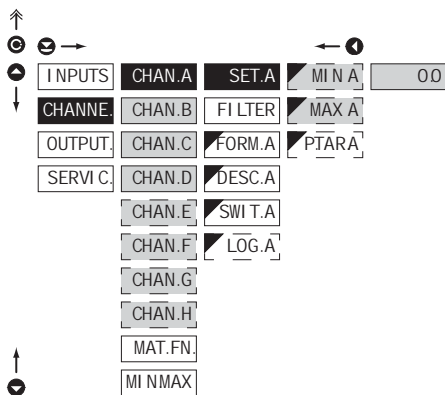 INPUTS CHAN.A SET.A MIN A 00
CHANNE. CHAN.B FILTER MAX A
OUTPUT. CHAN.C FORM.A PTAR.A
SERVIC. CHAN.D DESC.A
CHAN.E SWIT.A
CHAN.F LOG.A
CHAN.G
CHAN.H
MAT.FN.
MINMAX